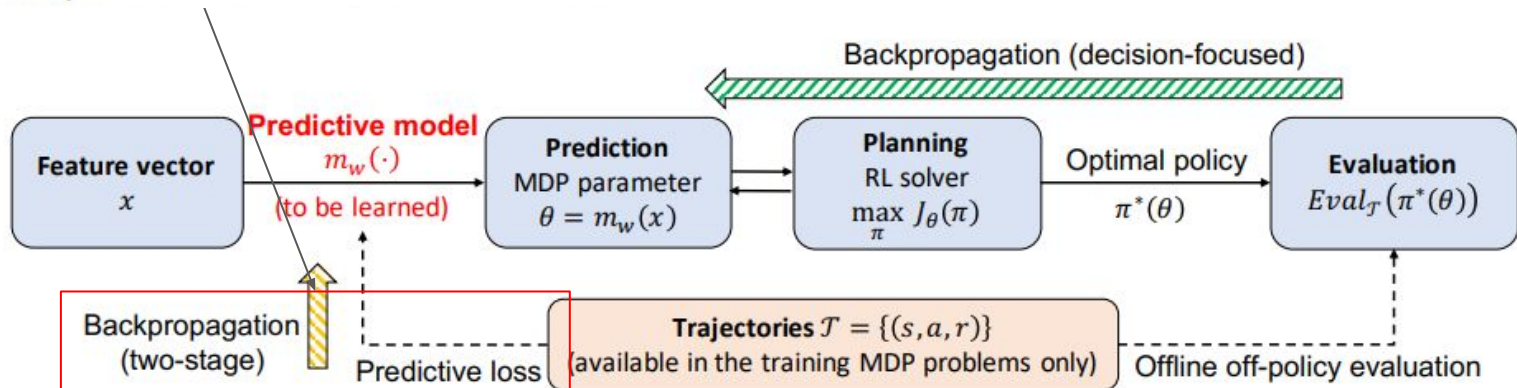 Backpropagation (decision-focused)
Feature vector
x
Predictive model
m_w(·)
(to be learned)
Prediction
MDP parameter
θ = m_w(x)
Planning
RL solver
max_π J_θ(π)
Optimal policy
π*(θ)
Evaluation
Eval_𝒯(π*(θ))
Backpropagation
(two-stage)
Predictive loss
Trajectories 𝒯 = {(s, a, r)}
(available in the training MDP problems only)
Offline off-policy evaluation